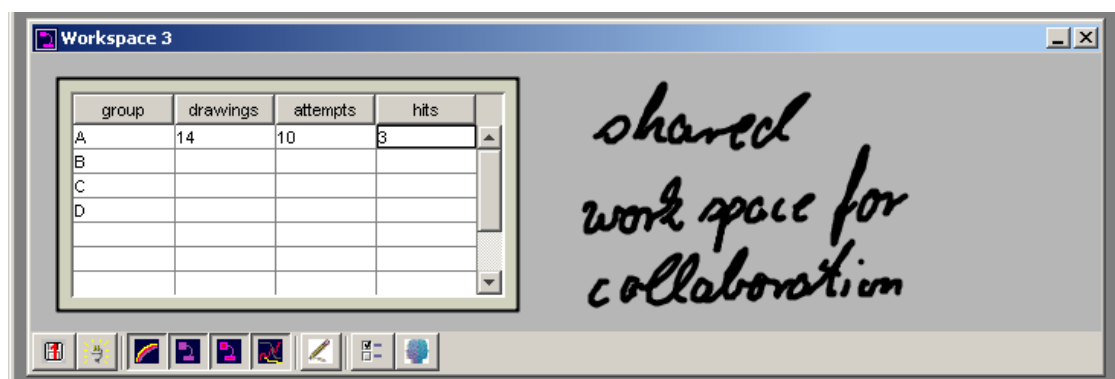 Workspace 3
group drawings attempts hits
A 14 10 3
B
C
D
shared
work space for
collaboration